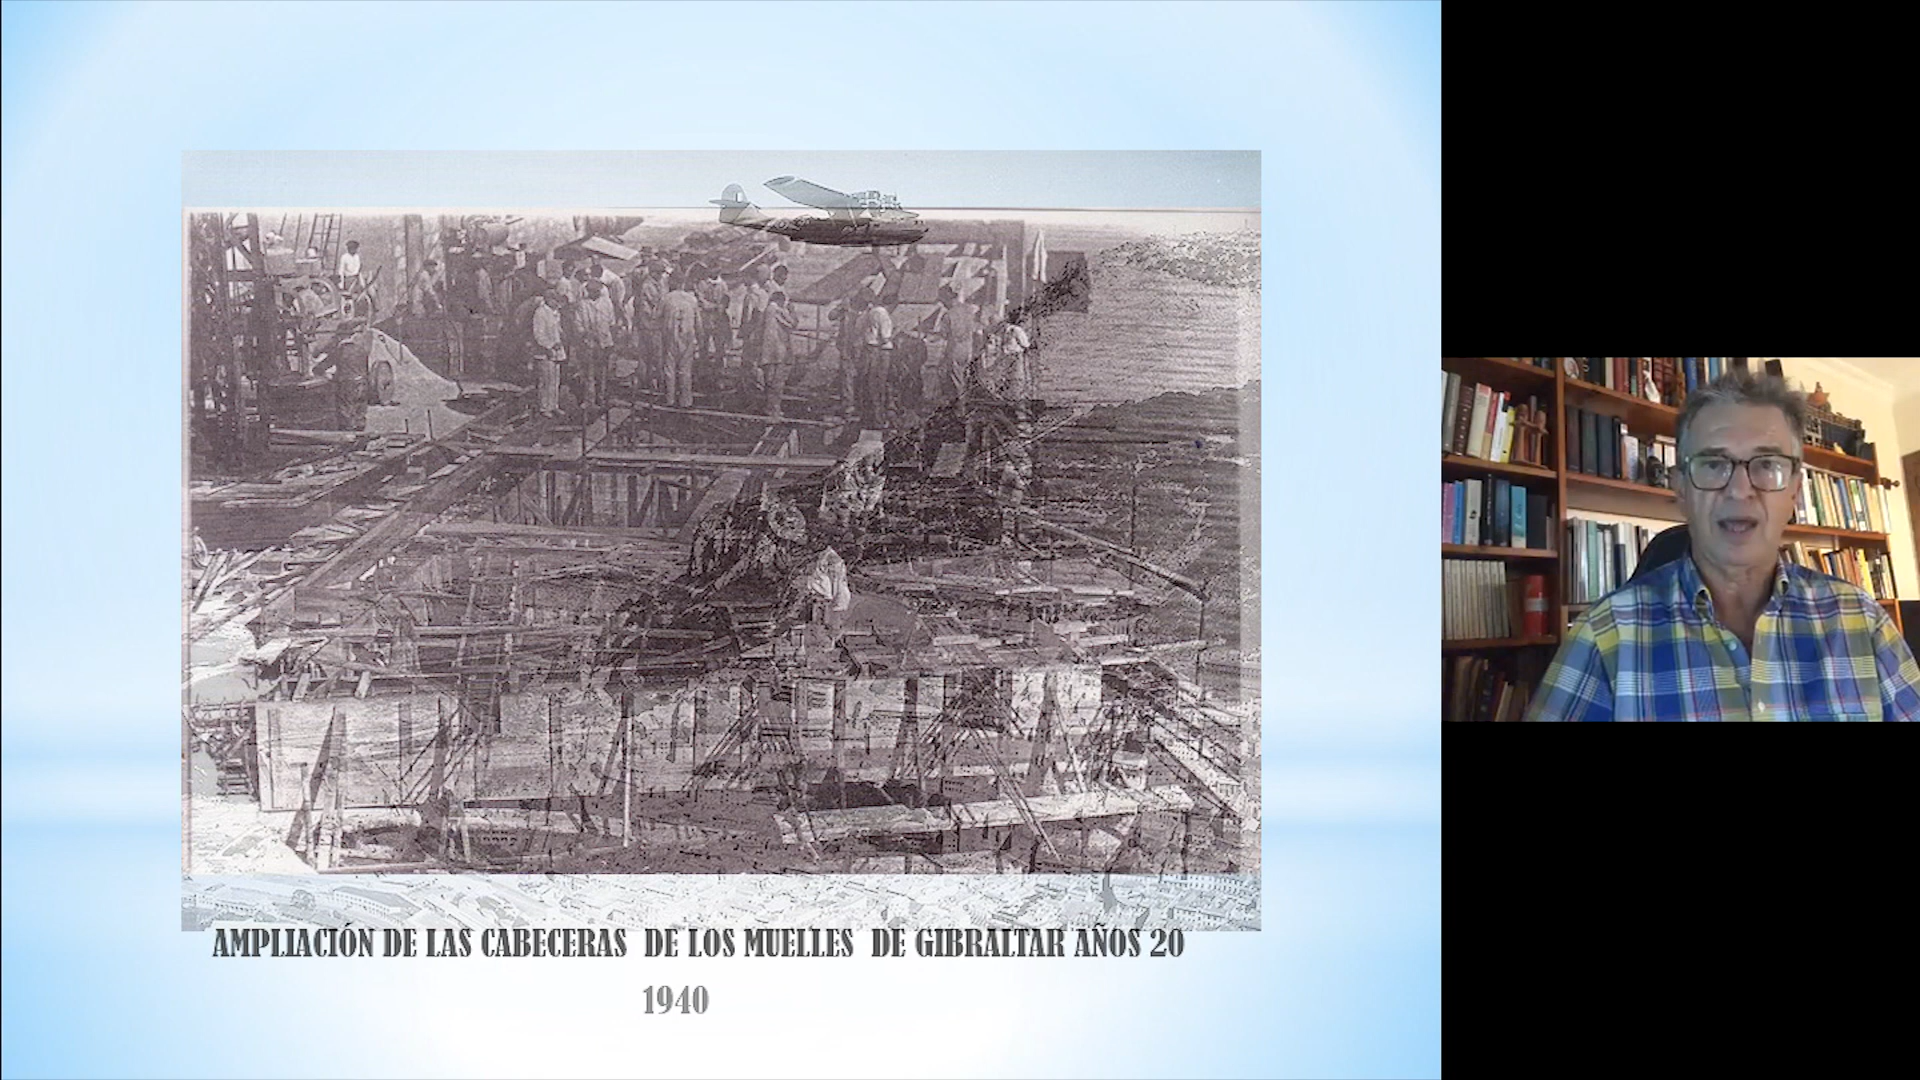 AMPLIACIÓN DE LAS CABECERAS DE LOS MUELLES DE GIBRALTAR AÑOS 20
1940